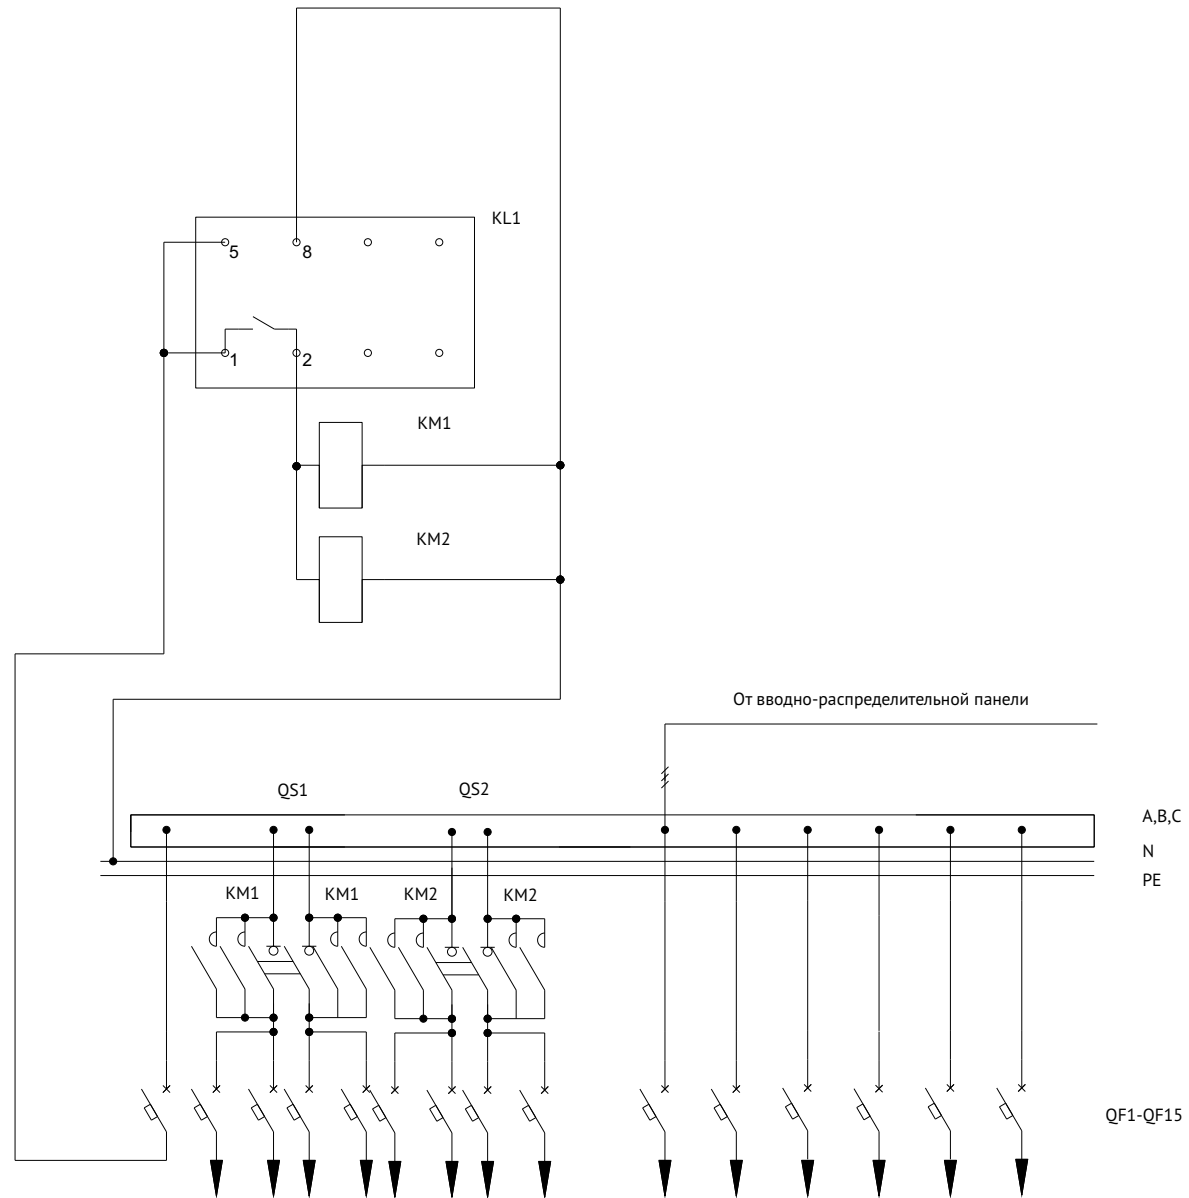 KL1
5
8
1
2
KM1
KM2
От вводно-распределительной панели
QS1
QS2
A,B,C
N
PE
KM1
KM1
KM2
KM2
QF1-QF15